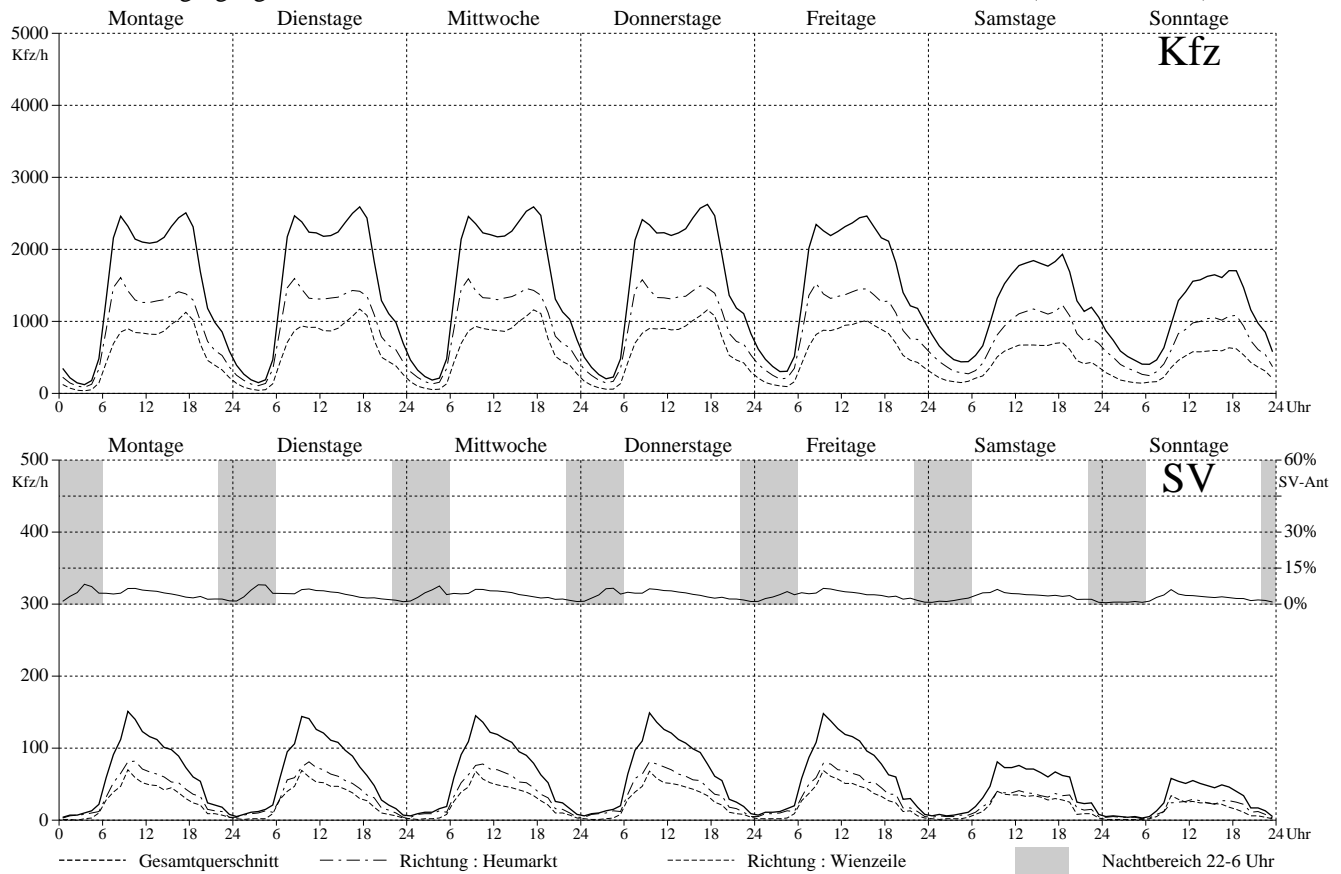 Montage Dienstage Mittwoche Donnerstage Freitage Samstage Sonntage
5000
Kfz/h
Kfz
4000
3000
2000
1000
0
0 6 12 18 24 6 12 18 24 6 12 18 24 6 12 18 24 6 12 18 24 6 12 18 24 6 12 18 24 Uhr
Montage Dienstage Mittwoche Donnerstage Freitage Samstage Sonntage
500 60%
Kfz/h SV-Ant
SV
400 30%
15%
300 0%
200
100
0
0 6 12 18 24 6 12 18 24 6 12 18 24 6 12 18 24 6 12 18 24 6 12 18 24 6 12 18 24 Uhr
Gesamtquerschnitt Richtung : Heumarkt Richtung : Wienzeile Nachtbereich 22-6 Uhr